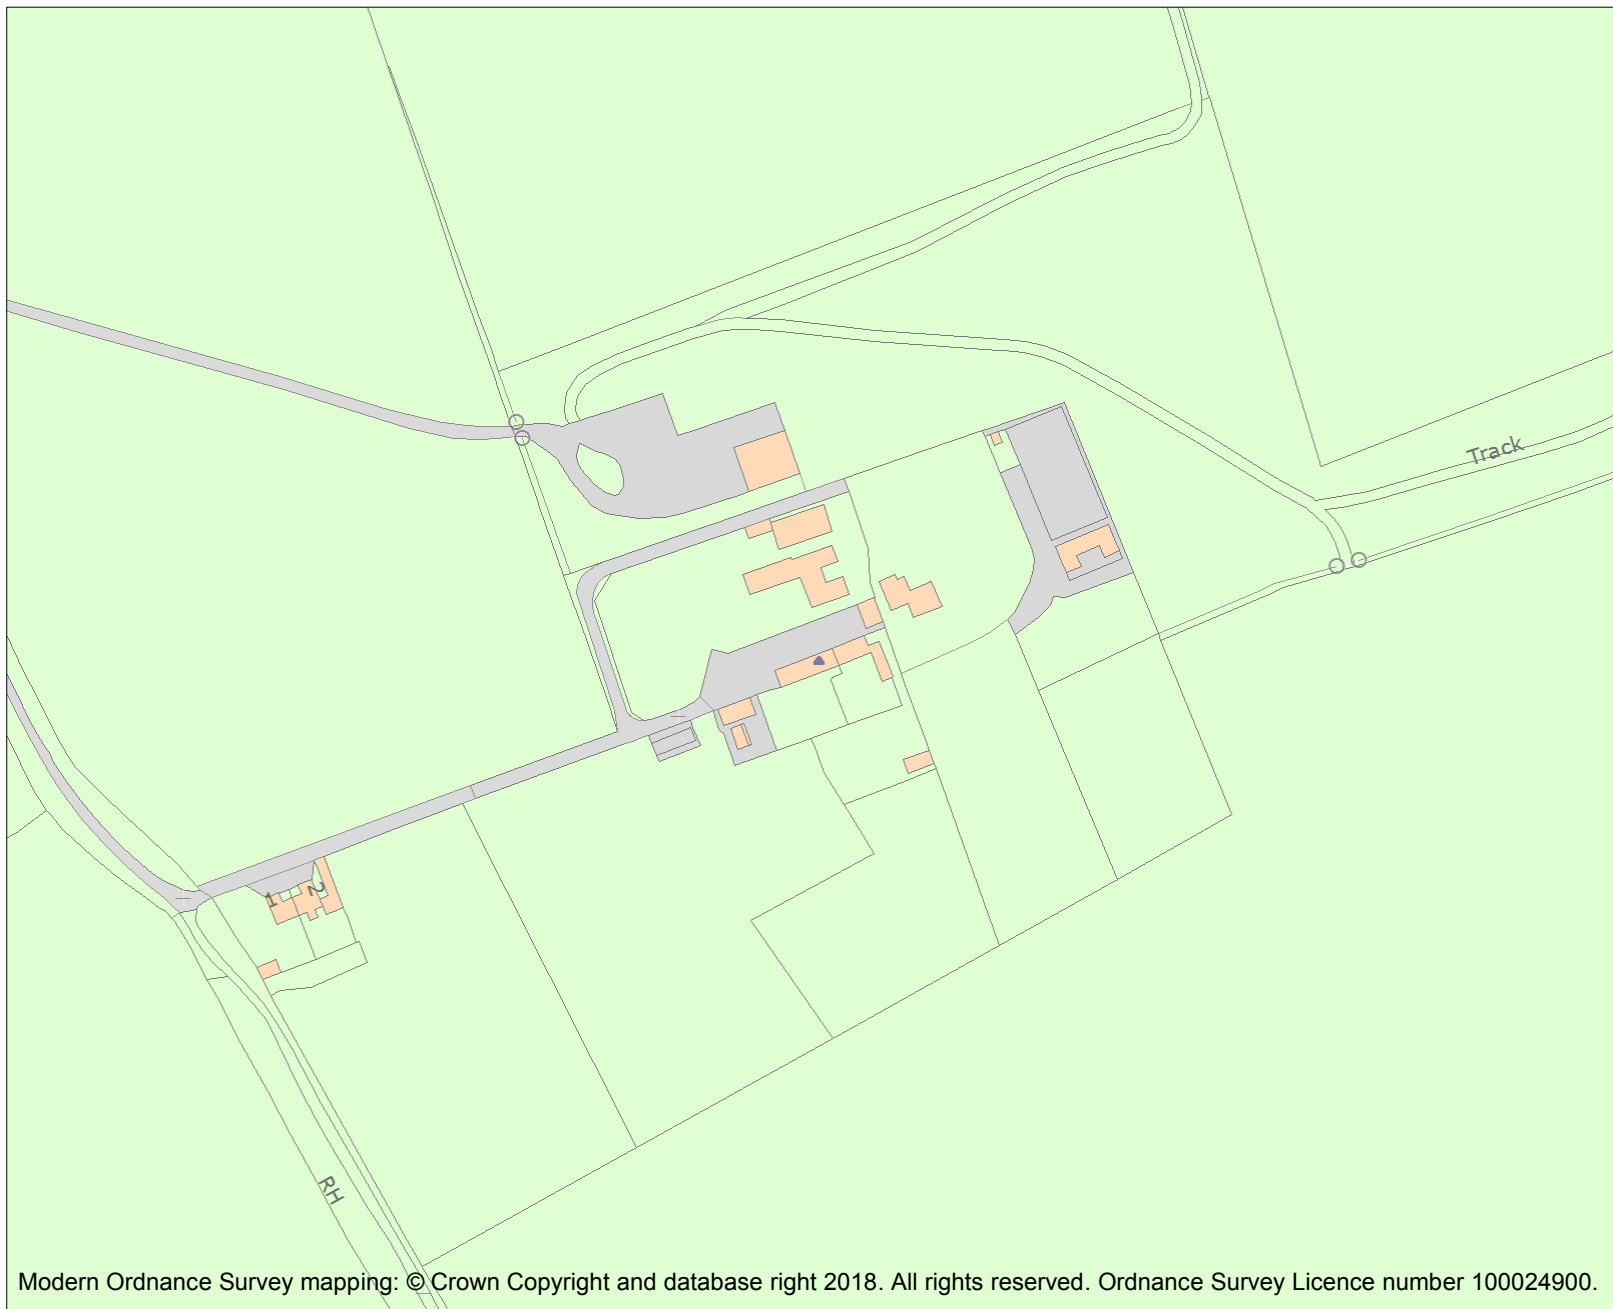 Track
1
2
RH
Modern Ordnance Survey mapping: © Crown Copyright and database right 2018. All rights reserved. Ordnance Survey Licence number 100024900.